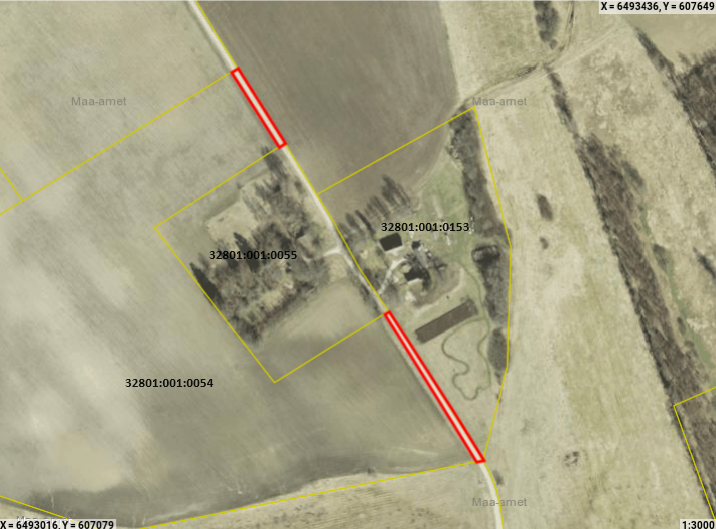 X = 6493436, Y = 607649
Maa-amet
Maa-amet
32801:001:0153
32801:001:0055
32801:001:0054
Maa-amet
X = 6493016, Y = 607079
1:3000